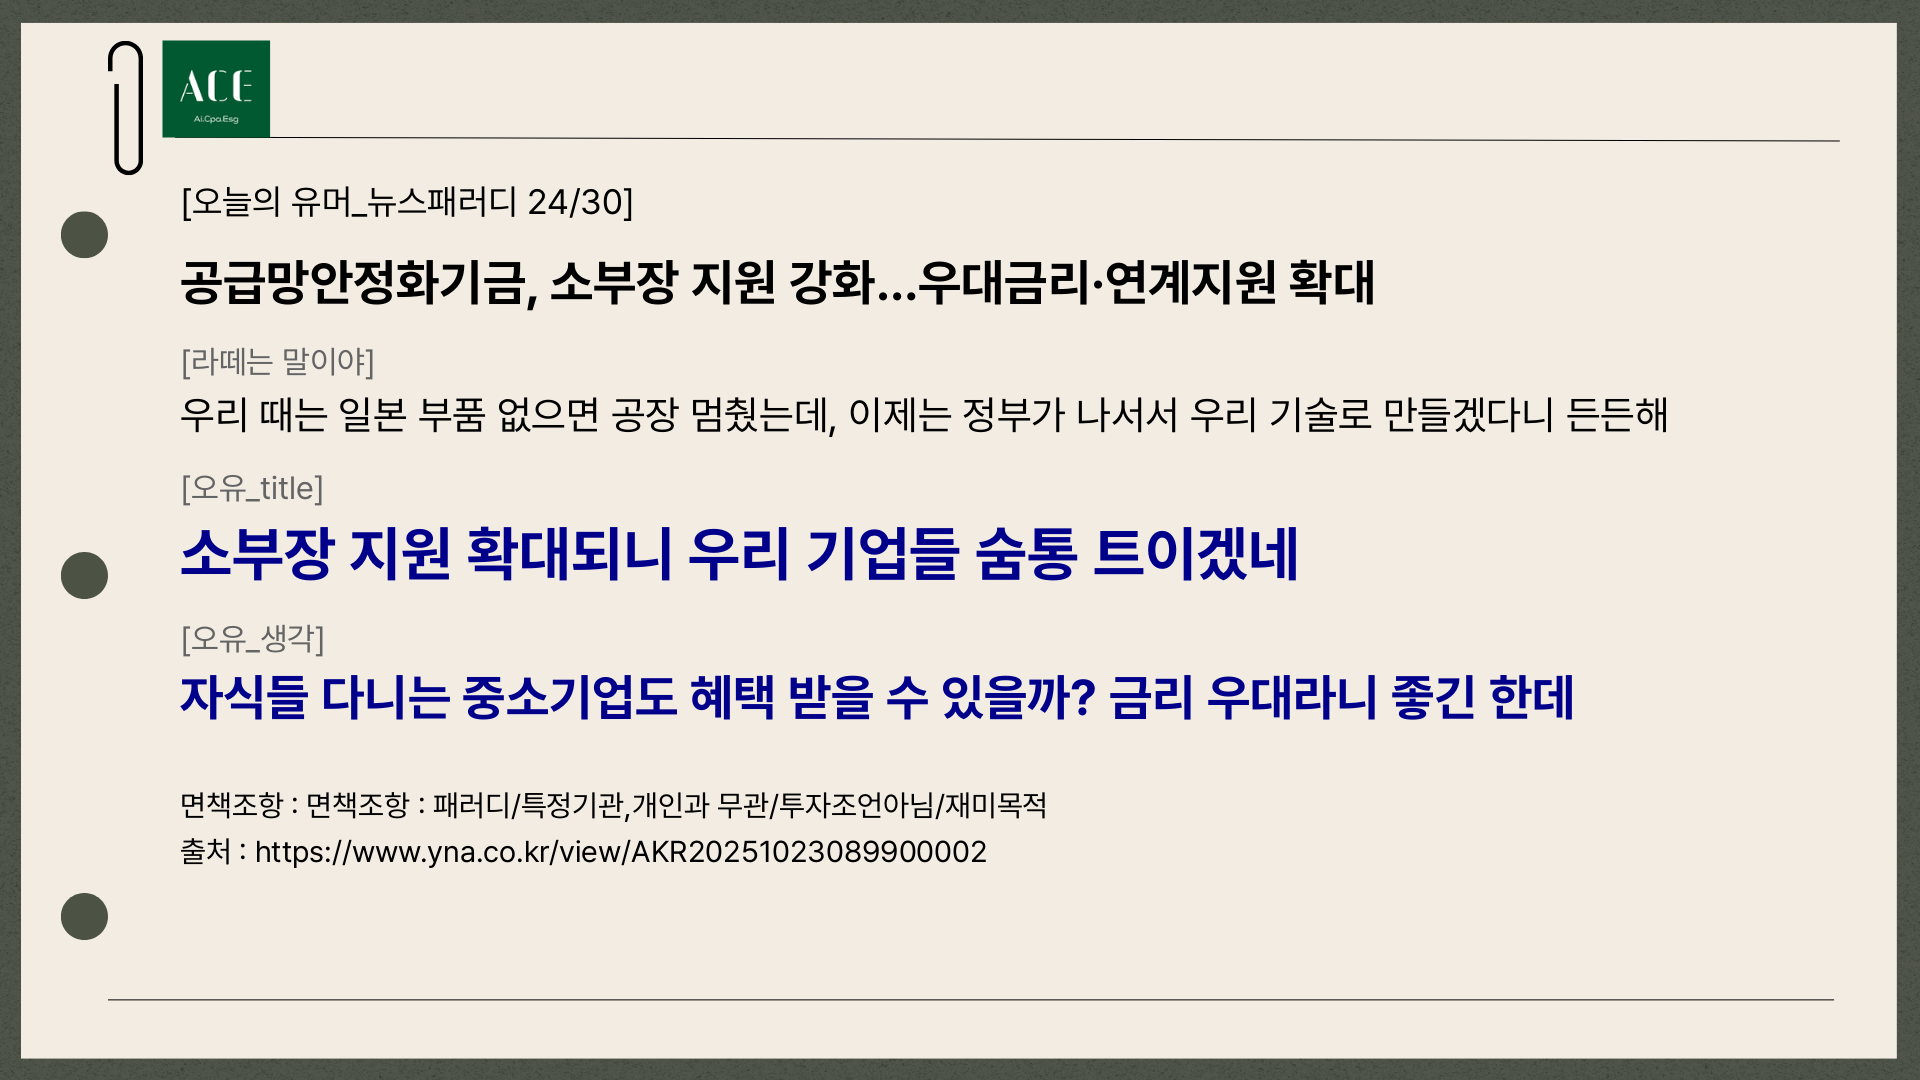 ACE
Ai.Cpa.Esg
[오늘의 유머_뉴스패러디 24/30]
공급망안정화기금, 소부장 지원 강화...우대금리·연계지원 확대
[라떼는 말이야]
우리 때는 일본 부품 없으면 공장 멈췄는데, 이제는 정부가 나서서 우리 기술로 만들겠다니 든든해
[오유_title]
소부장 지원 확대되니 우리 기업들 숨통 트이겠네
[오유_생각]
자식들 다니는 중소기업도 혜택 받을 수 있을까? 금리 우대라니 좋긴 한데
면책조항 : 면책조항 : 패러디/특정기관,개인과 무관/투자조언아님/재미목적
출처 : https://www.yna.co.kr/view/AKR20251023089900002